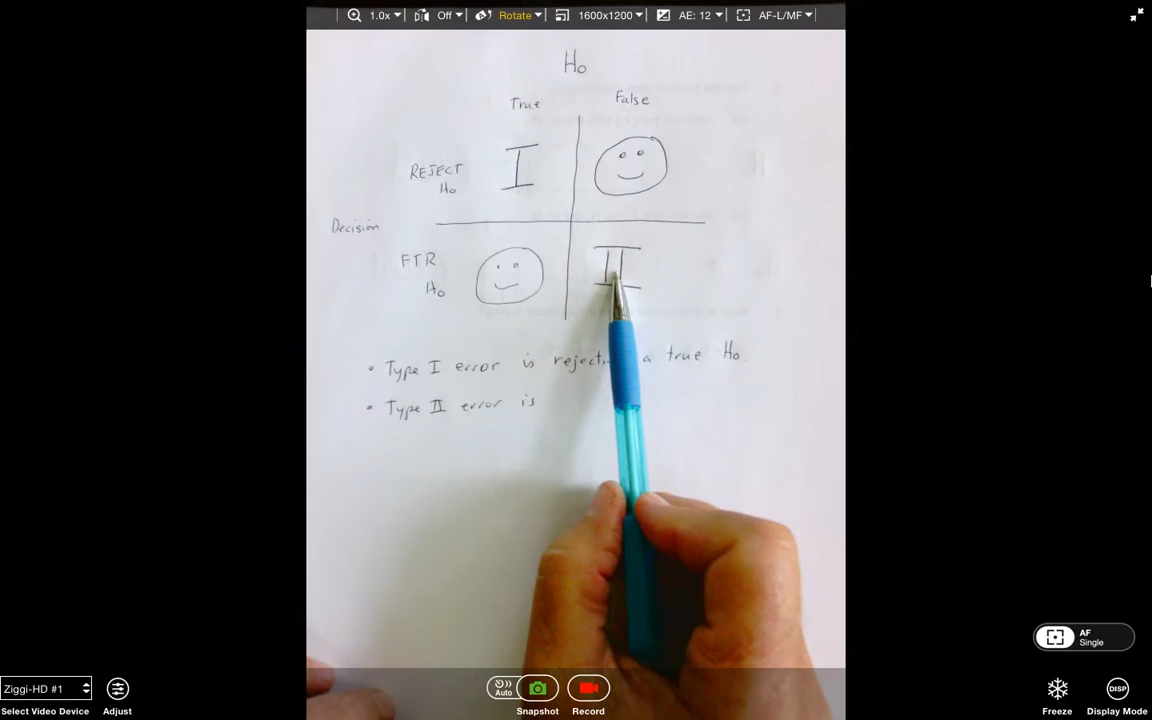 1.0x Off Rotate 1600x1200 AE: 12 AF-L/MF
Ho
True False
REJECT
Ho
I
Decision
FTR
Ho
II
• Type I error is rejecti a true Ho.
• Type II error is
AF
Single
Ziggi-HD #1
Select Video Device
Adjust
Auto
Snapshot
Record
Freeze
DISP
Display Mode